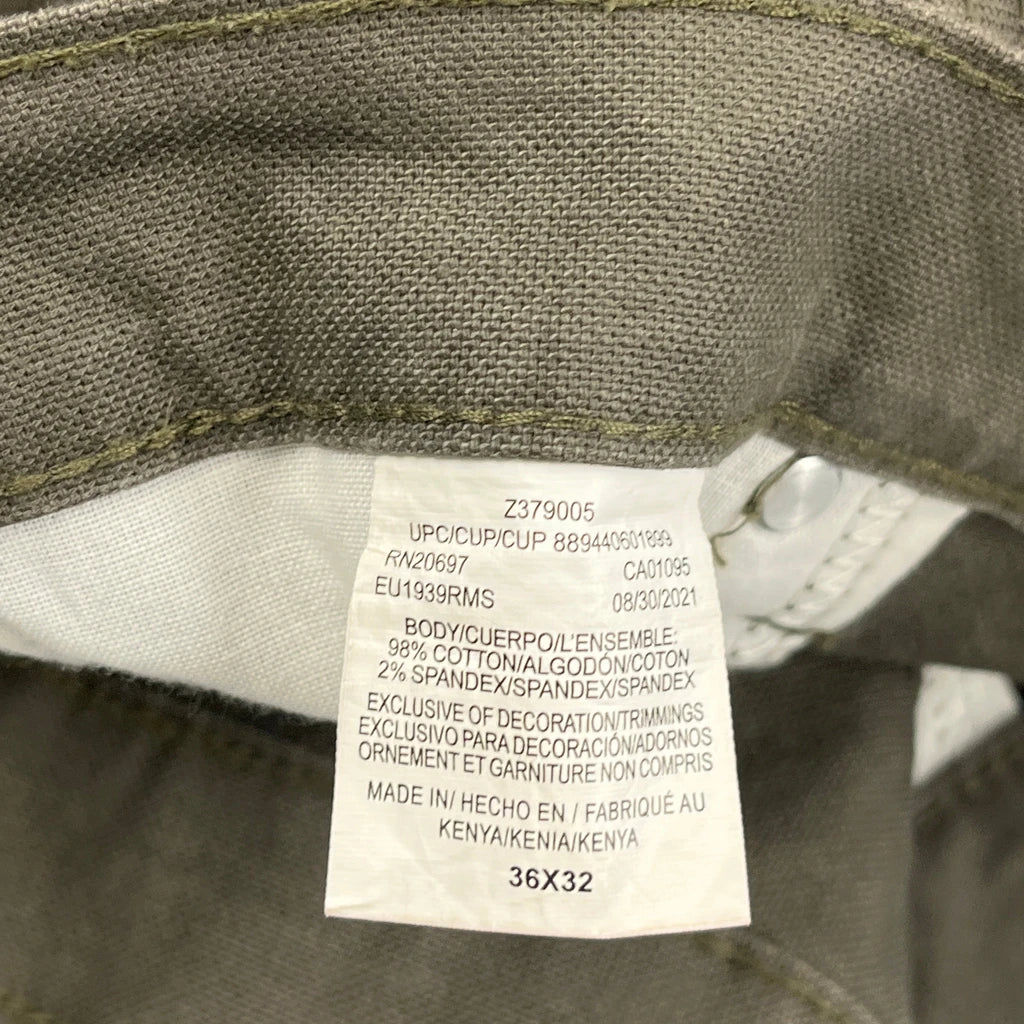 Z379005
UPC/CUP/CUP 889440601899
RN20697 CA01095
EU1939RMS 08/30/2021
BODY/CUERPO/L'ENSEMBLE:
98% COTTON/ALGODÓN/COTON
2% SPANDEX/SPANDEX/SPANDEX
EXCLUSIVE OF DECORATION/TRIMMINGS
EXCLUSIVO PARA DECORACIÓN/ADORNOS
ORNEMENT ET GARNITURE NON COMPRIS
MADE IN/ HECHO EN / FABRIQUÉ AU
KENYA/KENIA/KENYA
36X32